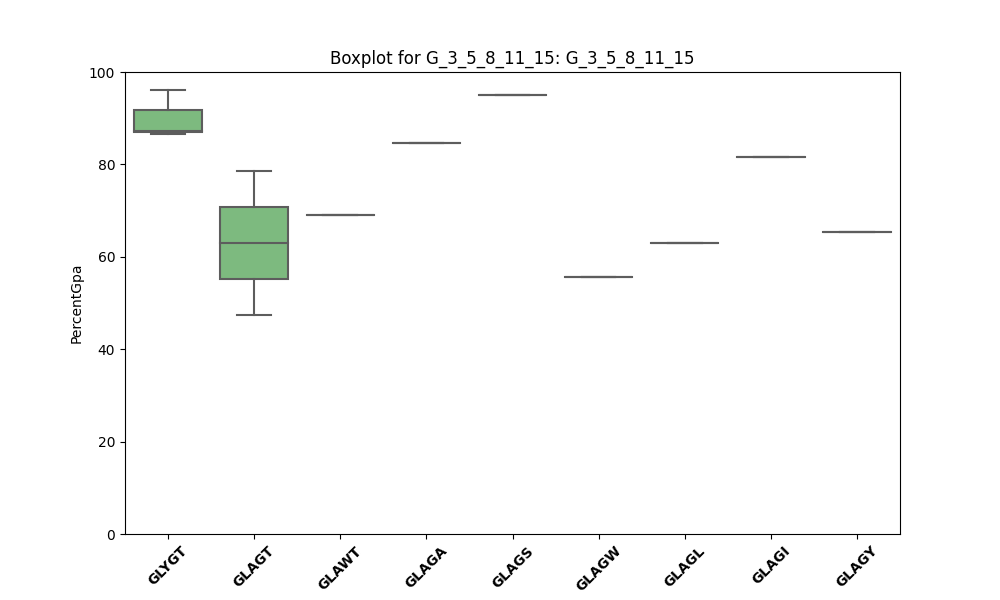 Boxplot for G_3_5_8_11_15: G_3_5_8_11_15
100
80
60
40
20
0
PercentGpa
GLYGT
GLAGT
GLAWT
GLAGA
GLAGS
GLAGW
GLAGL
GLAGI
GLAGY